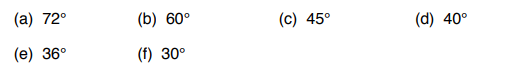 (a) 72° (b) 60° (c) 45° (d) 40°
(e) 36° (f) 30°